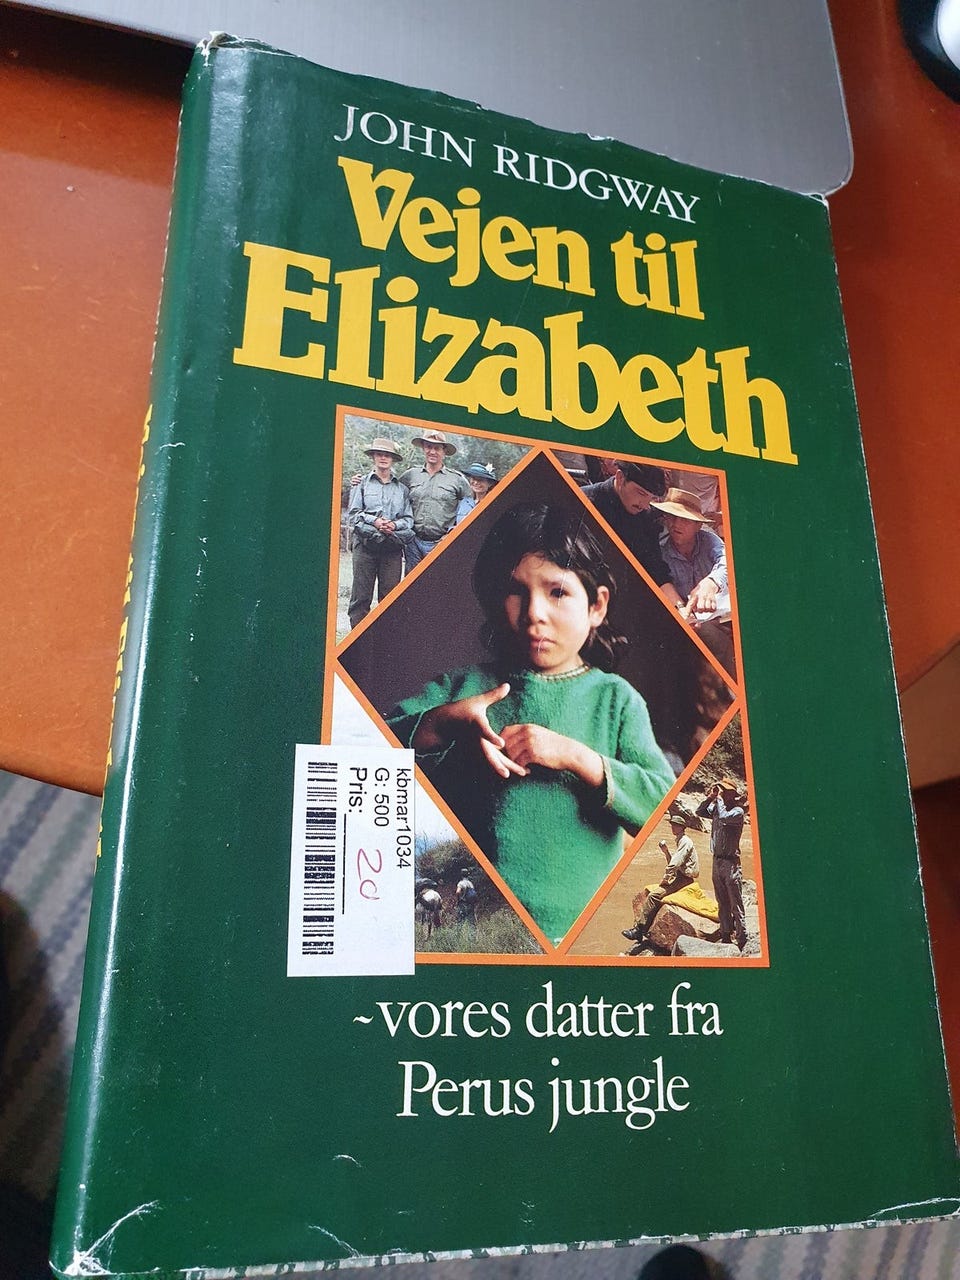 JOHN RIDGWAY
Vejen til
Elizabeth
kbmar1034
G: 500
Pris: 20
~vores datter fra
Perus jungle